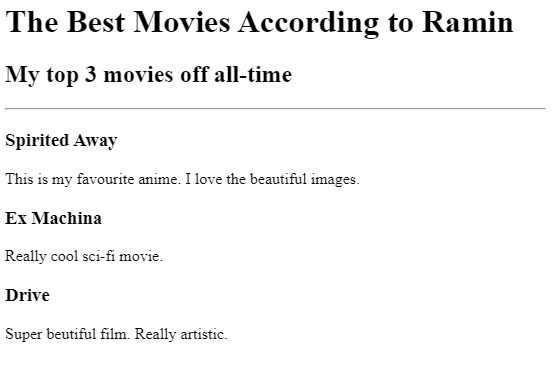 The Best Movies According to Ramin
My top 3 movies off all-time
Spirited Away
This is my favourite anime. I love the beautiful images.
Ex Machina
Really cool sci-fi movie.
Drive
Super beutiful film. Really artistic.